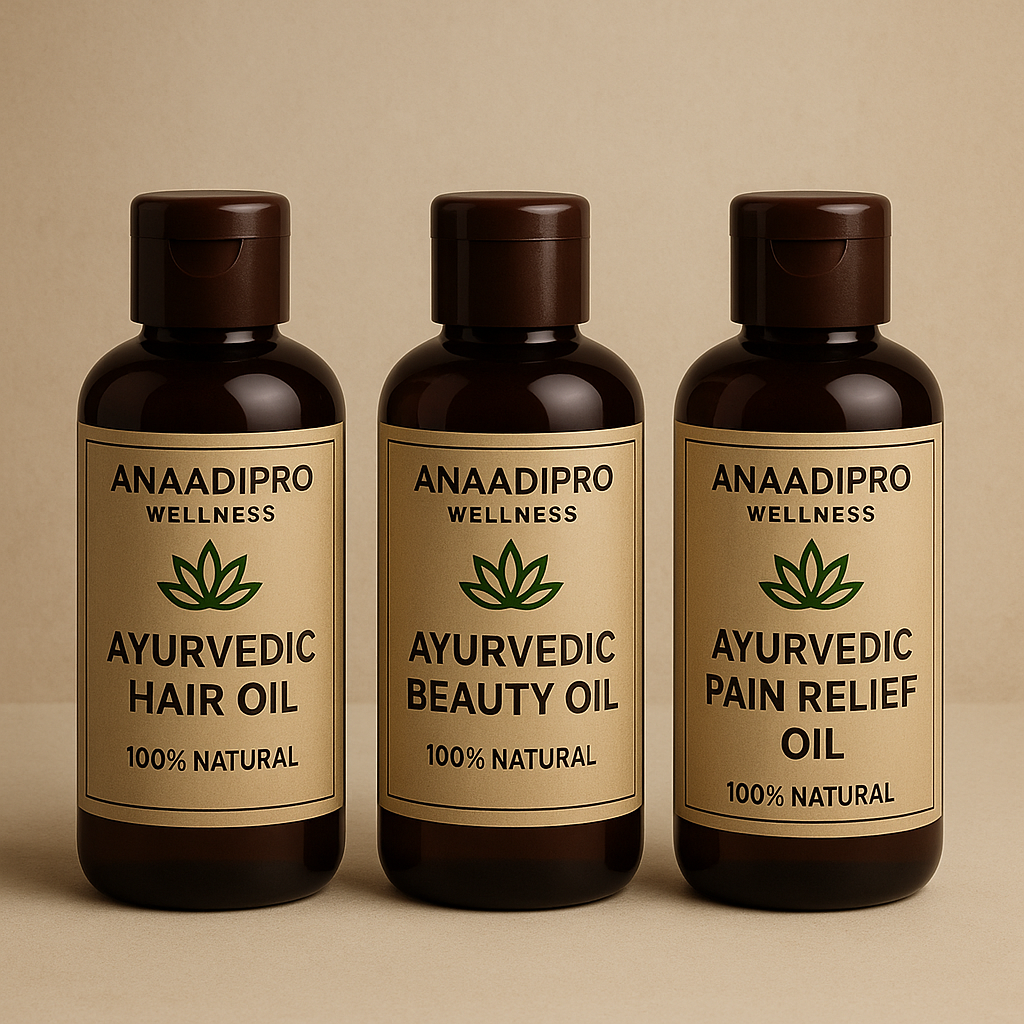 ANAADIPRO
WELLNESS
AYURVEDIC
HAIR OIL
100% NATURAL
ANAADIPRO
WELLNESS
AYURVEDIC
BEAUTY OIL
100% NATURAL
ANAADIPRO
WELLNESS
AYURVEDIC
PAIN RELIEF
OIL
100% NATURAL